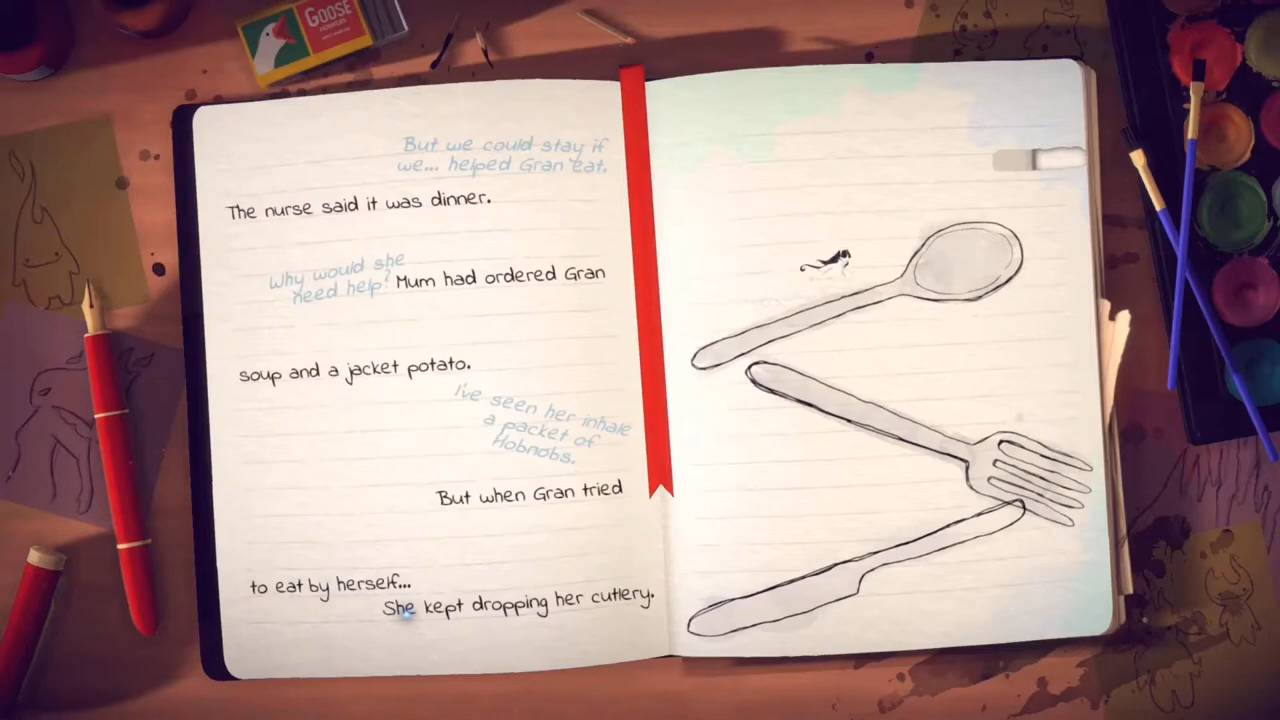 GOOSE
But we could stay if
we... helped Gran eat.
The nurse said it was dinner.
Why would she
need help?
Mum had ordered Gran
soup and a jacket potato.
I've seen her inhale
a packet of
Hobnobs.
But when Gran tried
to eat by herself...
She kept dropping her cutlery.